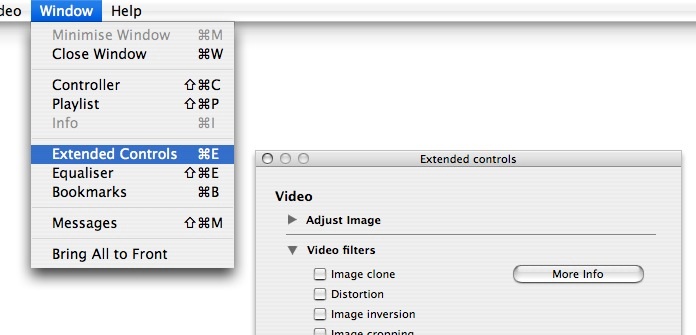 deo Window Help
Minimise Window ⌘M
Close Window ⌘W
Controller ⇧⌘C
Playlist ⇧⌘P
Info ⌘I
Extended Controls ⌘E
Equaliser ⇧⌘E
Bookmarks ⌘B
Messages ⇧⌘M
Bring All to Front
Extended controls
Video
Adjust Image
Video filters
Image clone More Info
Distortion
Image inversion
Image cropping